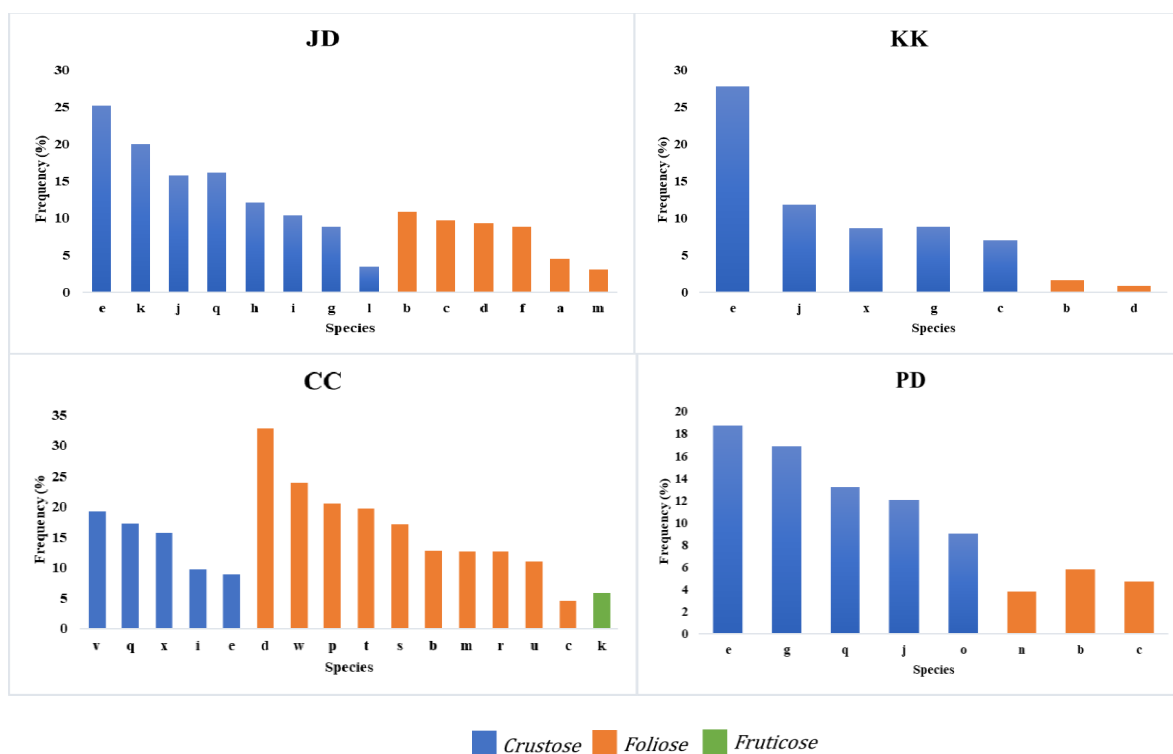 JD
Frequency (%)
30
25
20
15
10
5
0
e k j q h i g l b c d f a m
Species
KK
Frequency (%)
30
25
20
15
10
5
0
e j x g c b d
Species
CC
Frequency (%
35
30
25
20
15
10
5
0
v q x i e d w p t s b m r u c k
Species
PD
Frequency (%)
20
18
16
14
12
10
8
6
4
2
0
e g q j o n b c
Species
Crustose Foliose Fruticose